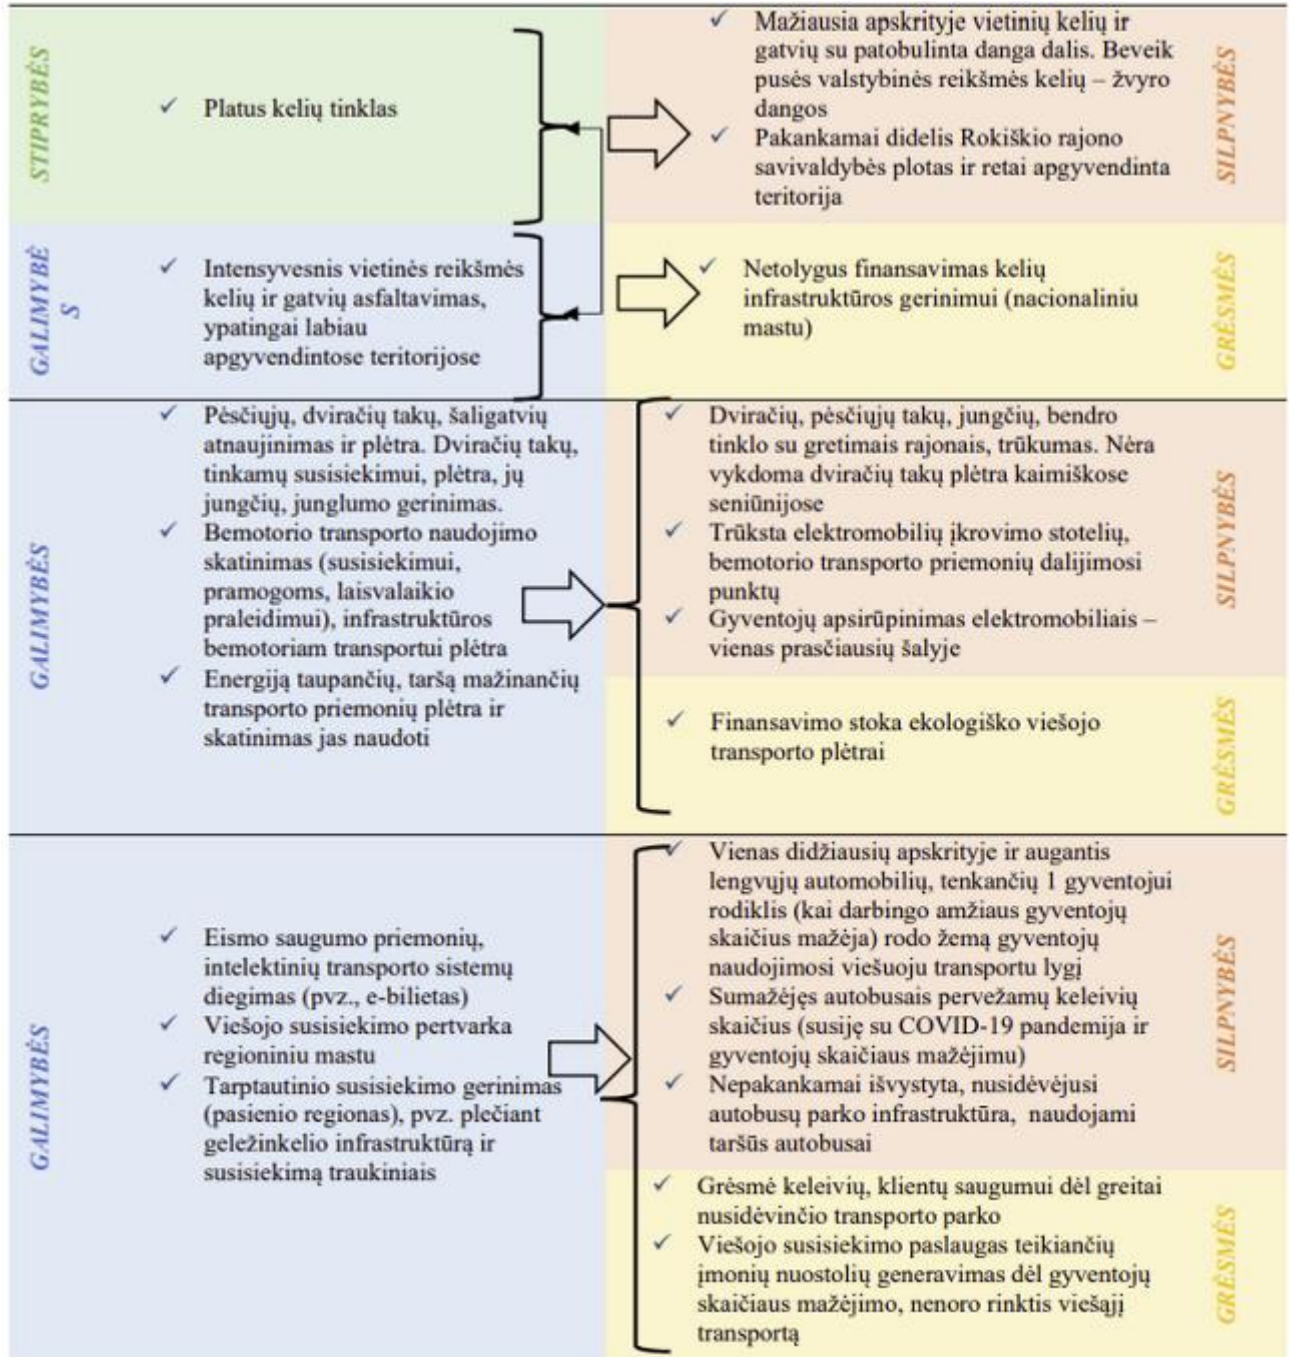 STIPRYBĖS
Platus kelių tinklas
Mažiausia apskrityje vietinių kelių ir
gatvių su patobulinta danga dalis. Beveik
pusės valstybinės reikšmės kelių – žvyro
dangos
Pakankamai didelis Rokiškio rajono
savivaldybės plotas ir retai apgyvendinta
teritorija
SILPNYBĖS
GALIMYBĖ
S
Intensyvesnis vietinės reikšmės
kelių ir gatvių asfaltavimas,
ypatingai labiau
apgyvendintose teritorijose
Netolygus finansavimas kelių
infrastruktūros gerinimui (nacionaliniu
mastu)
GRĖSMĖS
GALIMYBĖS
Pėsčiųjų, dviračių takų, šaligatvių
atnaujinimas ir plėtra. Dviračių takų,
tinkamų susisiekimui, plėtra, jų
jungčių, junglumo gerinimas.
Bemotorio transporto naudojimo
skatinimas (susisiekimui,
pramogoms, laisvalaikio
praleidimui), infrastruktūros
bemotoriam transportui plėtra
Energiją taupančių, taršą mažinančių
transporto priemonių plėtra ir
skatinimas jas naudoti
Dviračių, pėsčiųjų takų, jungčių, bendro
tinklo su gretimais rajonais, trūkumas. Nėra
vykdoma dviračių takų plėtra kaimiškose
seniūnijose
Trūksta elektromobilių įkrovimo stotelių,
bemotorio transporto priemonių dalijimosi
punktų
Gyventojų apsirūpinimas elektromobiliais –
vienas prasčiausių šalyje
SILPNYBĖS
Finansavimo stoka ekologiško viešojo
transporto plėtrai
GRĖSMĖS
GALIMYBĖS
Eismo saugumo priemonių,
intelektinių transporto sistemų
diegimas (pvz., e-bilietas)
Viešojo susisiekimo pertvarka
regioniniu mastu
Tarptautinio susisiekimo gerinimas
(pasienio regionas), pvz. plečiant
geležinkelio infrastruktūrą ir
susisiekimą traukiniais
Vienas didžiausių apskrityje ir augantis
lengvųjų automobilių, tenkančių 1 gyventojui
rodiklis (kai darbingo amžiaus gyventojų
skaičius mažėja) rodo žemą gyventojų
naudojimosi viešuoju transportu lygį
Sumažėjęs autobusais pervežamų keleivių
skaičius (susiję su COVID-19 pandemija ir
gyventojų skaičiaus mažėjimu)
Nepakankamai išvystyta, nusidėvėjusi
autobusų parko infrastruktūra, naudojami
taršūs autobusai
SILPNYBĖS
Grėsmė keleivių, klientų saugumui dėl greitai
nusidėvinčio transporto parko
Viešojo susisiekimo paslaugas teikiančių
įmonių nuostolių generavimas dėl gyventojų
skaičiaus mažėjimo, nenoro rinktis viešąjį
transportą
GRĖSMĖS